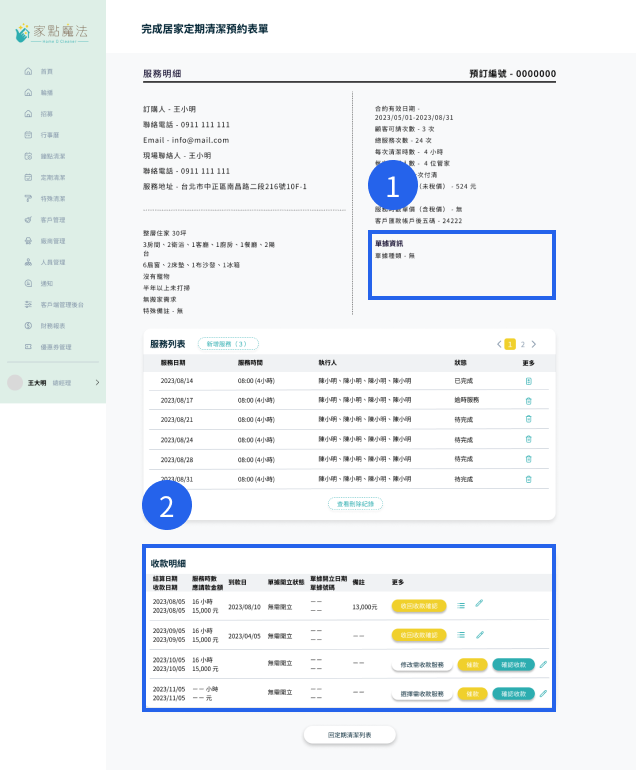 家點魔法
Home & Cleaner
首頁
職構
招募
行事曆
鐘點清潔
定期清潔
特殊清潔
客戶管理
廠商管理
人員管理
通知
客戶端管理後台
財務報表
優惠券管理
王大明 總經理
完成居家定期清潔預約表單
服務明細
預訂編號 - 0000000
訂購人 - 王小明
聯絡電話 - 0911 111 111
Email - info@mail.com
現場聯絡人 - 王小明
聯絡電話 - 0911 111 111
服務地址 - 台北市中正區南昌路二段216號10F-1
整層住家 30坪
3房間、2衛浴、1客廳、1廚房、1餐廳、2陽
台
6扇窗、2床墊、1布沙發、1冰箱
沒有寵物
半年以上未打掃
無搬家需求
特殊備註 - 無
合約有效日期 -
2023/05/01-2023/08/31
顧客可請次數 - 3 次
總服務次數 - 24 次
每次清潔時數 - 4 小時
人數 - 4 位管家
次付清
(未稅價) - 524 元
服務時數單價 (含稅價) - 無
客戶匯款帳戶後五碼 - 24222
1
單據資訊
單據種類 - 無
服務列表
新增服務（3）
1 2
服務日期 服務時間 執行人 狀態 更多
2023/08/14 08:00 (4小時) 陳小明、陳小明、陳小明、陳小明 已完成
2023/08/17 08:00 (4小時) 陳小明、陳小明、陳小明、陳小明 逾時服務
2023/08/21 08:00 (4小時) 陳小明、陳小明、陳小明、陳小明 待完成
2023/08/24 08:00 (4小時) 陳小明、陳小明、陳小明、陳小明 待完成
2023/08/28 08:00 (4小時) 陳小明、陳小明、陳小明、陳小明 待完成
2023/08/31 08:00 (4小時) 陳小明、陳小明、陳小明、陳小明 待完成
2
查看刪除紀錄
收款明細
結算日期 服務時數 到款日 單據開立狀態 單據開立日期 備註 更多
收款日期 應請款金額 單據號碼
2023/08/05 16 小時 2023/08/10 無需開立 －－ 13,000元 收回收款確認
2023/08/05 15,000 元 －－
2023/09/05 16 小時 2023/04/05 無需開立 －－ －－ 收回收款確認
2023/09/05 15,000 元 －－
2023/10/05 16 小時 無需開立 －－ －－ 修改需收款服務 催款 確認收款
2023/10/05 15,000 元 －－
2023/11/05 －－ 小時 無需開立 －－ －－ 選擇需收款服務 催款 確認收款
2023/11/05 －－ 元 －－
回定期清潔列表